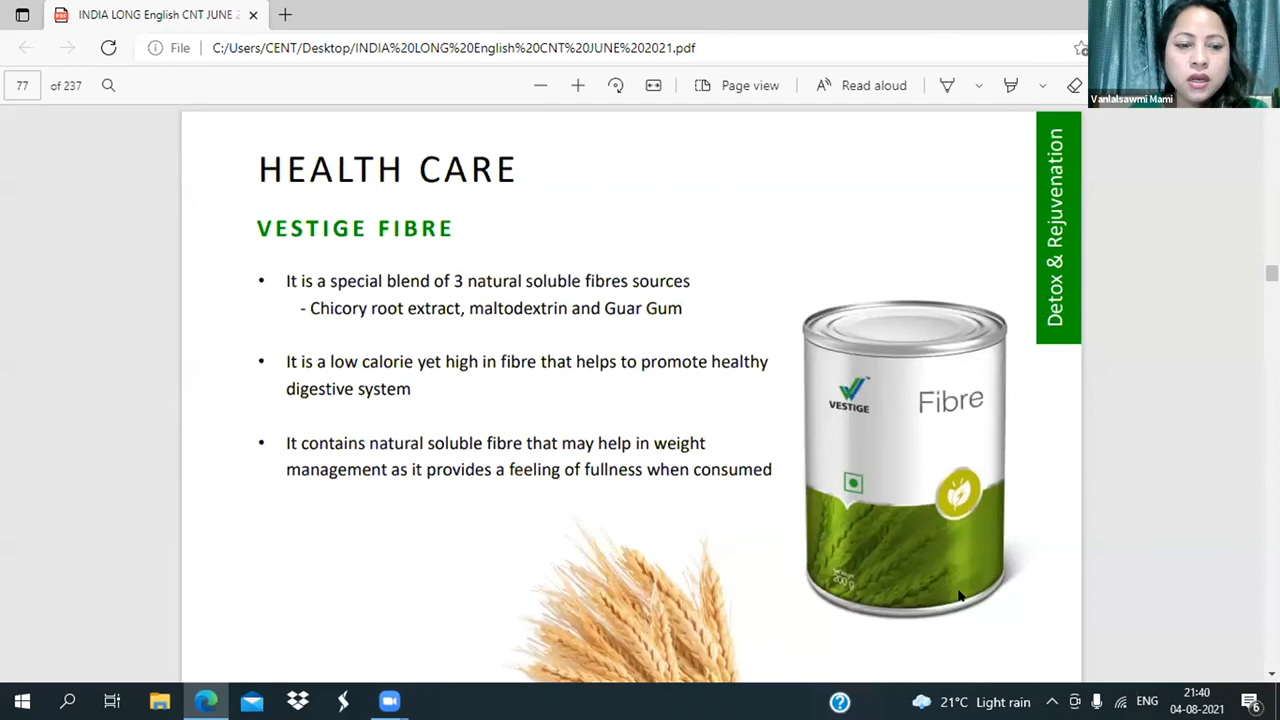 INDIA LONG English CNT JUNE 2
File C:/Users/CENT/Desktop/INDIA%20LONG%20English%20CNT%20JUNE%202021.pdf
77 of 237
Page view
Read aloud
Vanlalsawmi Mami
HEALTH CARE
Detox & Rejuvenation
VESTIGE FIBRE
• It is a special blend of 3 natural soluble fibres sources
- Chicory root extract, maltodextrin and Guar Gum
• It is a low calorie yet high in fibre that helps to promote healthy
digestive system
• It contains natural soluble fibre that may help in weight
management as it provides a feeling of fullness when consumed
VESTIGE
Fibre
200 g
21°C Light rain
ENG
21:40
04-08-2021
6